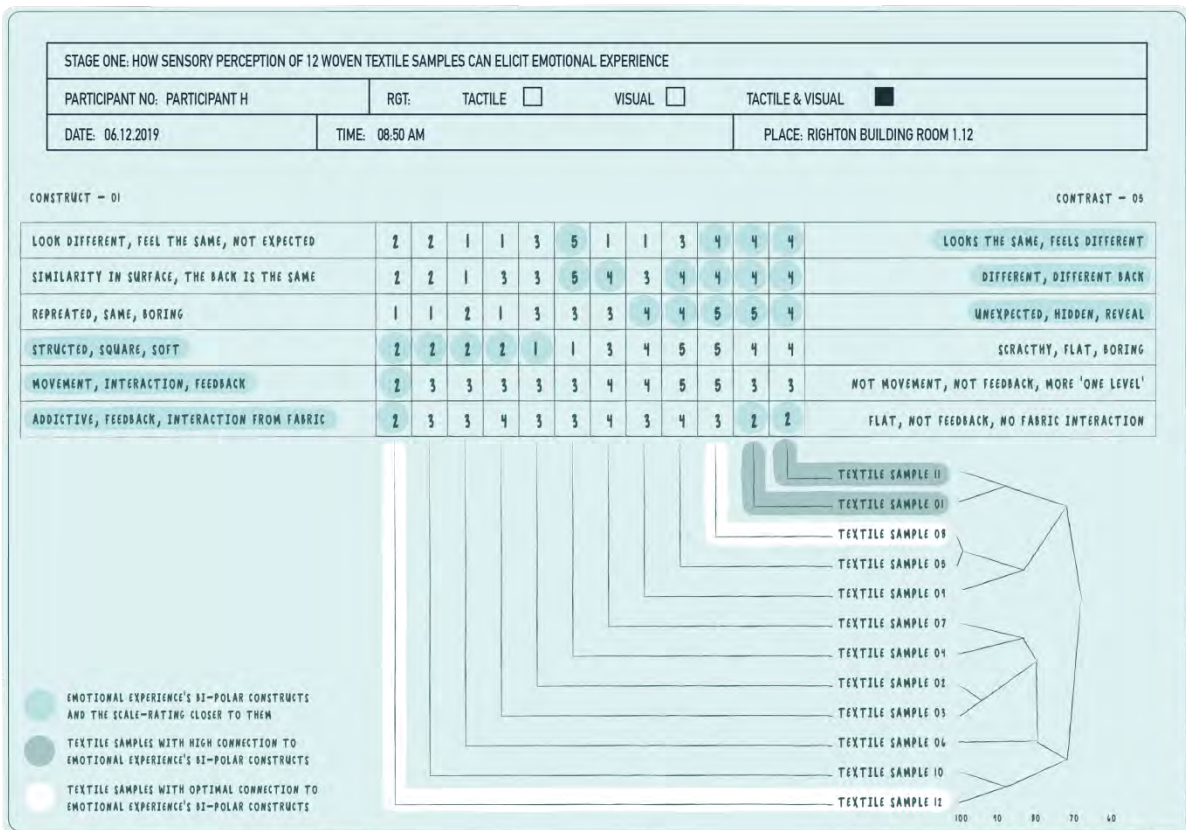 STAGE ONE: HOW SENSORY PERCEPTION OF 12 WOVEN TEXTILE SAMPLES CAN ELICIT EMOTIONAL EXPERIENCE
PARTICIPANT NO: PARTICIPANT H RGT: TACTILE VISUAL TACTILE & VISUAL
DATE: 06.12.2019 TIME: 08:50 AM PLACE: RIGHTON BUILDING ROOM 1.12
CONSTRUCT – 01 CONTRAST – 05
LOOK DIFFERENT, FEEL THE SAME, NOT EXPECTED 2 2 1 1 3 5 1 1 3 4 4 4 LOOKS THE SAME, FEELS DIFFERENT
SIMILARITY IN SURFACE, THE BACK IS THE SAME 2 2 1 3 3 5 4 3 4 4 4 4 DIFFERENT, DIFFERENT BACK
REPREATED, SAME, BORING 1 1 2 1 3 3 3 4 4 5 5 4 UNEXPECTED, HIDDEN, REVEAL
STRUCTED, SQUARE, SOFT 2 2 2 2 1 1 3 4 5 5 4 4 SCRACTHY, FLAT, BORING
MOVEMENT, INTERACTION, FEEDBACK 2 3 3 3 3 3 4 4 5 5 3 3 NOT MOVEMENT, NOT FEEDBACK, MORE 'ONE LEVEL'
ADDICTIVE, FEEDBACK, INTERACTION FROM FABRIC 2 3 3 4 3 3 4 3 4 3 2 2 FLAT, NOT FEEDBACK, NO FABRIC INTERACTION
TEXTILE SAMPLE 11
TEXTILE SAMPLE 01
TEXTILE SAMPLE 08
TEXTILE SAMPLE 05
TEXTILE SAMPLE 09
TEXTILE SAMPLE 07
TEXTILE SAMPLE 04
TEXTILE SAMPLE 02
TEXTILE SAMPLE 03
TEXTILE SAMPLE 06
TEXTILE SAMPLE 10
TEXTILE SAMPLE 12
100 90 80 70 60
EMOTIONAL EXPERIENCE'S BI-POLAR CONSTRUCTS
AND THE SCALE-RATING CLOSER TO THEM
TEXTILE SAMPLES WITH HIGH CONNECTION TO
EMOTIONAL EXPERIENCE'S BI-POLAR CONSTRUCTS
TEXTILE SAMPLES WITH OPTIMAL CONNECTION TO
EMOTIONAL EXPERIENCE'S BI-POLAR CONSTRUCTS